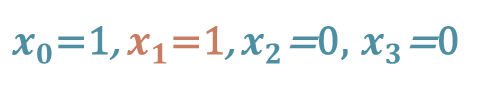 x₀=1, x₁=1, x₂=0, x₃=0